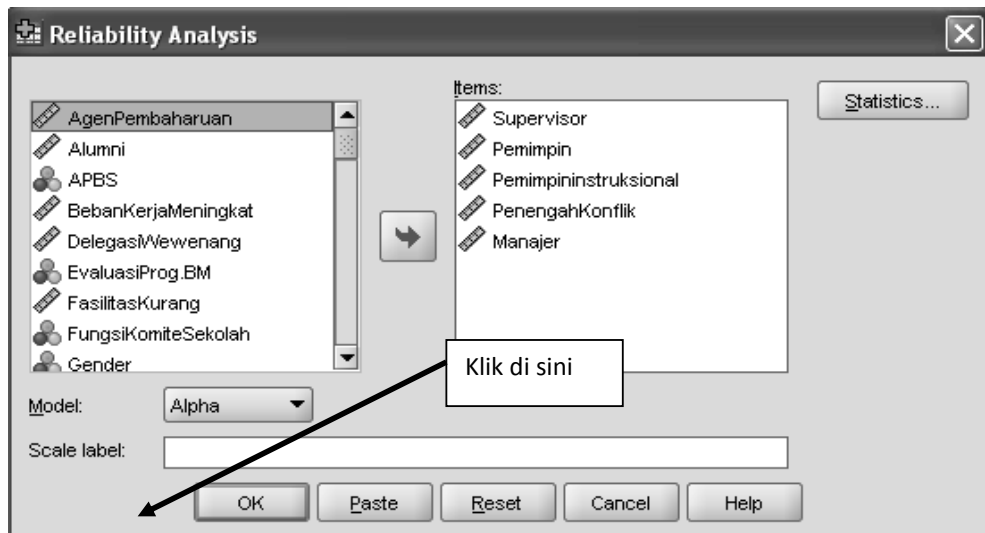 Reliability Analysis
Items:
AgenPembaharuan
Alumni
APBS
BebanKerjaMeningkat
DelegasiWewenang
EvaluasiProg.BM
FasilitasKurang
FungsiKomiteSekolah
Gender
Supervisor
Pemimpin
Pemimpininstruksional
PenengahKonflik
Manajer
Statistics...
Klik di sini
Model:
Alpha
Scale label:
OK
Paste
Reset
Cancel
Help